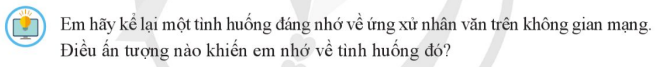 Em hãy kể lại một tình huống đáng nhớ về ứng xử nhân văn trên không gian mạng.
Điều ấn tượng nào khiến em nhớ về tình huống đó?